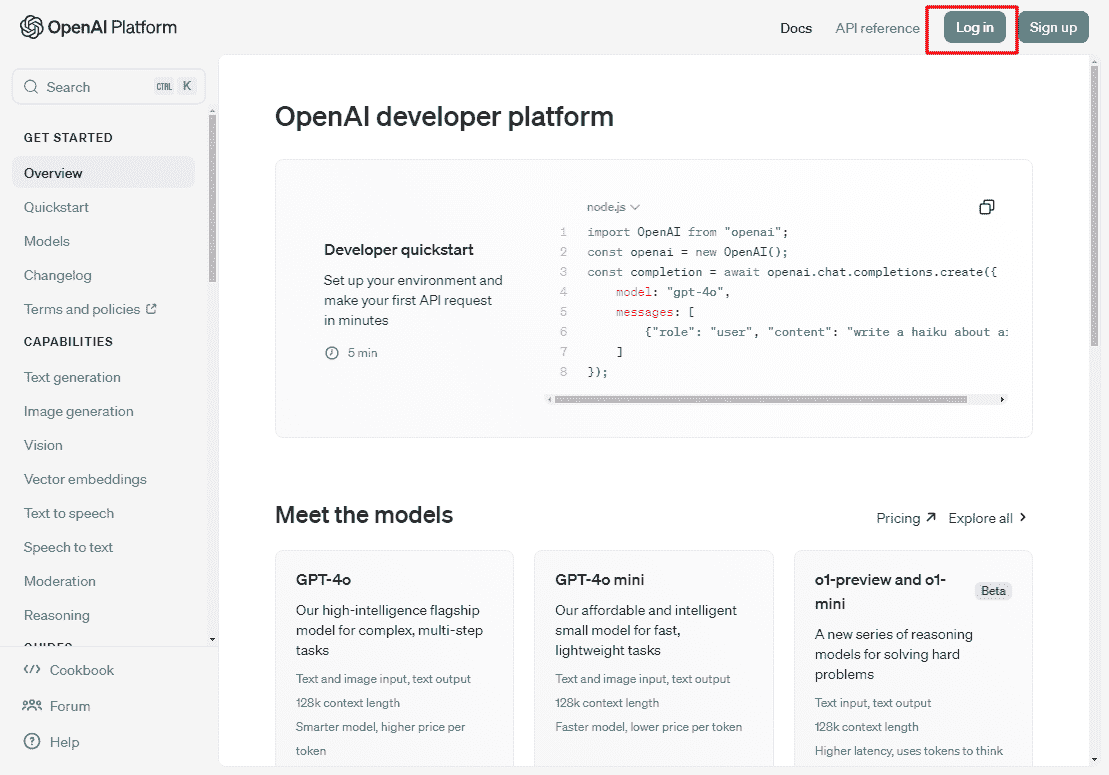 OpenAI Platform
Docs
API reference
Log in
Sign up
Search
CTRL K
GET STARTED
Overview
Quickstart
Models
Changelog
Terms and policies
CAPABILITIES
Text generation
Image generation
Vision
Vector embeddings
Text to speech
Speech to text
Moderation
Reasoning
Cookbook
Forum
Help
OpenAI developer platform
Developer quickstart
Set up your environment and
make your first API request
in minutes
5 min
node.js
1 import OpenAI from "openai";
2 const openai = new OpenAI();
3 const completion = await openai.chat.completions.create({
4 model: "gpt-4o",
5 messages: [
6 {"role": "user", "content": "write a haiku about
7 ]
8 });
Meet the models
Pricing
Explore all
GPT-4o
Our high-intelligence flagship
model for complex, multi-step
tasks
Text and image input, text output
128k context length
Smarter model, higher price per
token
GPT-4o mini
Our affordable and intelligent
small model for fast,
lightweight tasks
Text and image input, text output
128k context length
Faster model, lower price per token
o1-preview and o1-
mini
Beta
A new series of reasoning
models for solving hard
problems
Text input, text output
128k context length
Higher latency, uses tokens to think